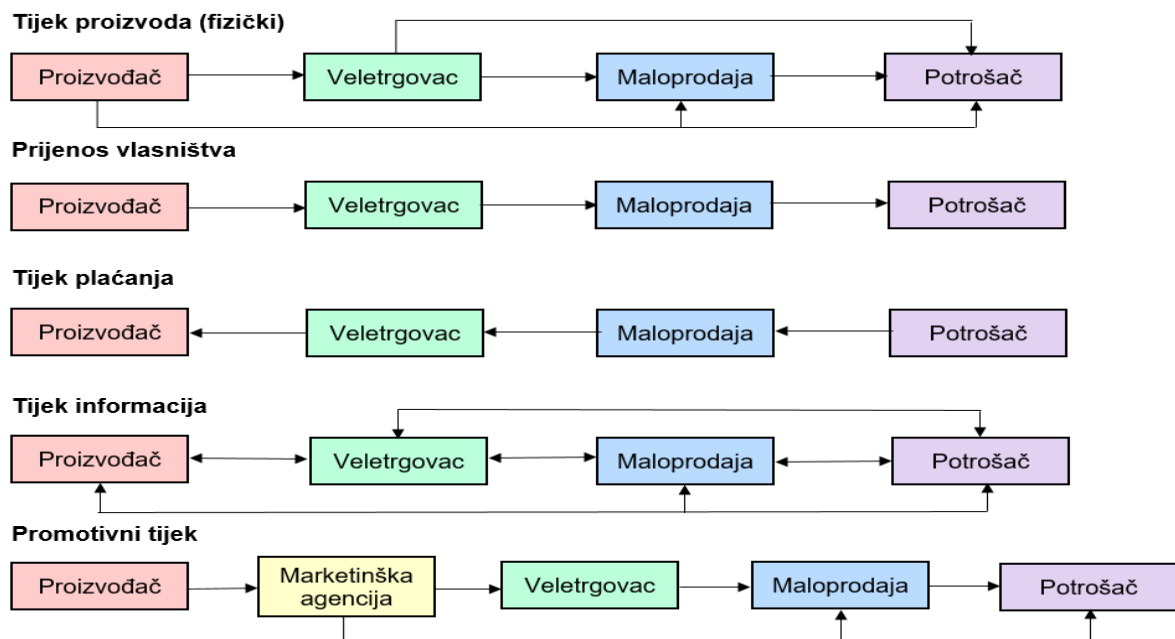 Tijek proizvoda (fizički)
Proizvođač
Veletrgovac
Maloprodaja
Potrošač
Prijenos vlasništva
Proizvođač
Veletrgovac
Maloprodaja
Potrošač
Tijek plaćanja
Proizvođač
Veletrgovac
Maloprodaja
Potrošač
Tijek informacija
Proizvođač
Veletrgovac
Maloprodaja
Potrošač
Promotivni tijek
Proizvođač
Marketinška
agencija
Veletrgovac
Maloprodaja
Potrošač